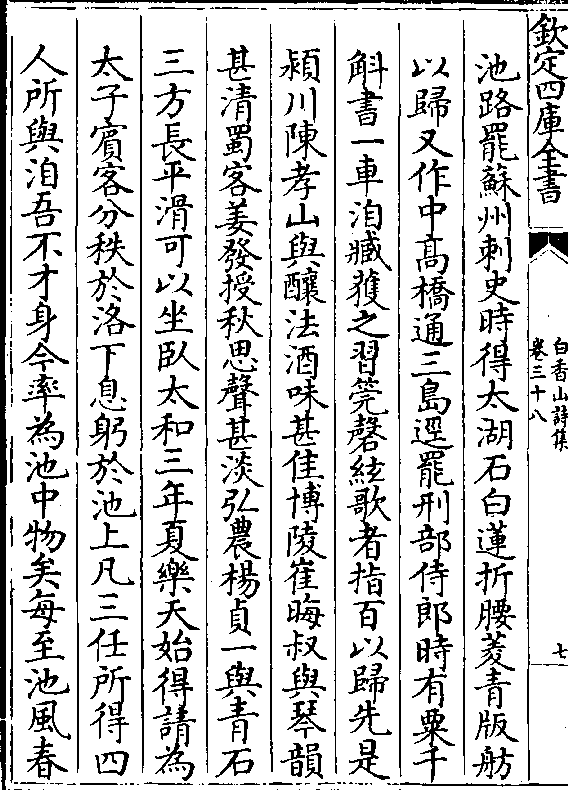 欽定四庫全書
白香山詩集
卷三十八
七
池路罷蘇州刺史時得太湖石白蓮折腰菱青版舫
以歸又作中髙橋通三島逕罷刑部侍郎時有粟千
斛書一車洎臧獲之習筦磬絃歌者指百以歸先是
潁川陳孝山與釀法酒味甚佳博陵崔晦叔與琴韻
甚清蜀客姜發授秋思聲甚淡弘農楊貞一與青石
三方長平滑可以坐臥太和三年夏樂天始得請為
太子賓客分秩於洛下息躬於池上凡三任所得四
人所與洎吾不才身今率為池中物矣每至池風春